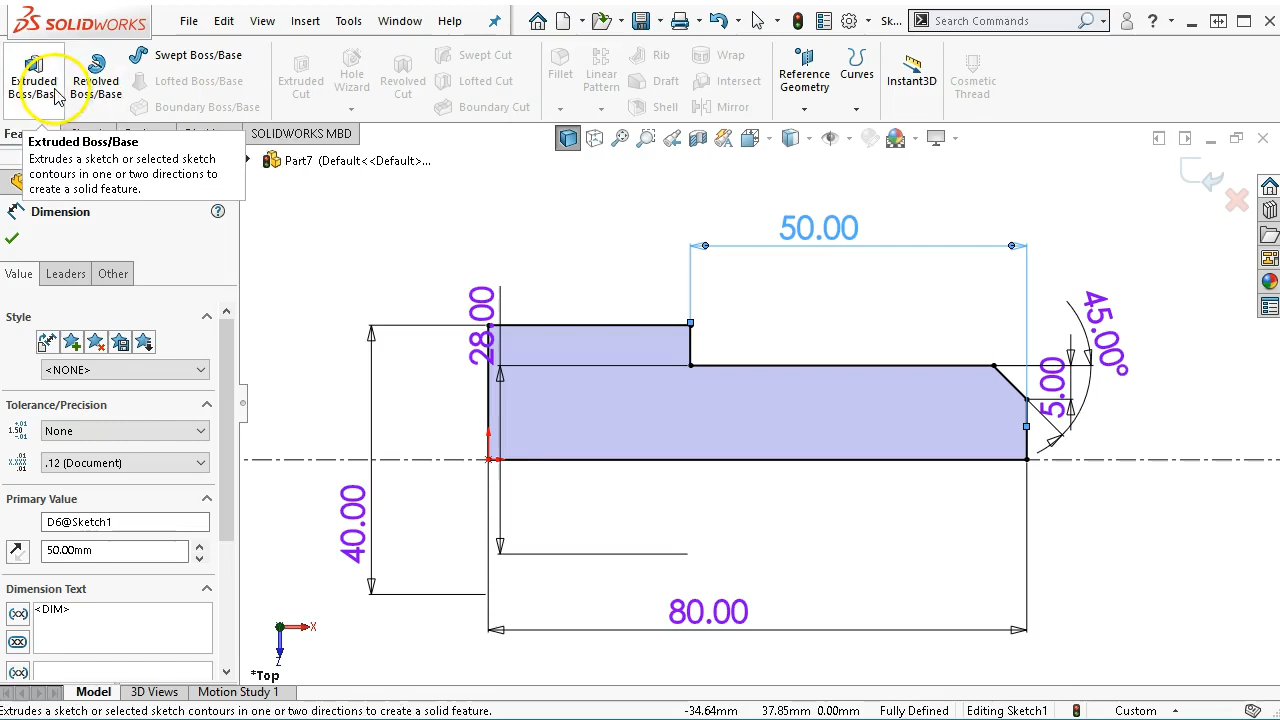 SOLIDWORKS
File Edit View Insert Tools Window Help
Sk...
Search Commands
Extruded Boss/Base
Revolved Boss/Base
Swept Boss/Base
Lofted Boss/Base
Boundary Boss/Base
Extruded Cut
Hole Wizard
Revolved Cut
Swept Cut
Lofted Cut
Boundary Cut
Fillet
Linear Pattern
Rib
Draft
Shell
Wrap
Intersect
Mirror
Reference Geometry
Curves
Instant3D
Cosmetic Thread
SOLIDWORKS MBD
Extruded Boss/Base
Extrudes a sketch or selected sketch
contours in one or two directions to
create a solid feature.
Part7 (Default<<Default>...
Dimension
Value Leaders Other
Style
<NONE>
Tolerance/Precision
None
.12 (Document)
Primary Value
D6@Sketch1
50.00mm
Dimension Text
<DIM>
50.00
28.00
45.00°
5.00
40.00
80.00
X
Z
*Top
Model 3D Views Motion Study 1
Extrudes a sketch or selected sketch contours in one or two directions to create a solid feature.
-34.64mm 37.85mm 0.00mm Fully Defined Editing Sketch1 Custom